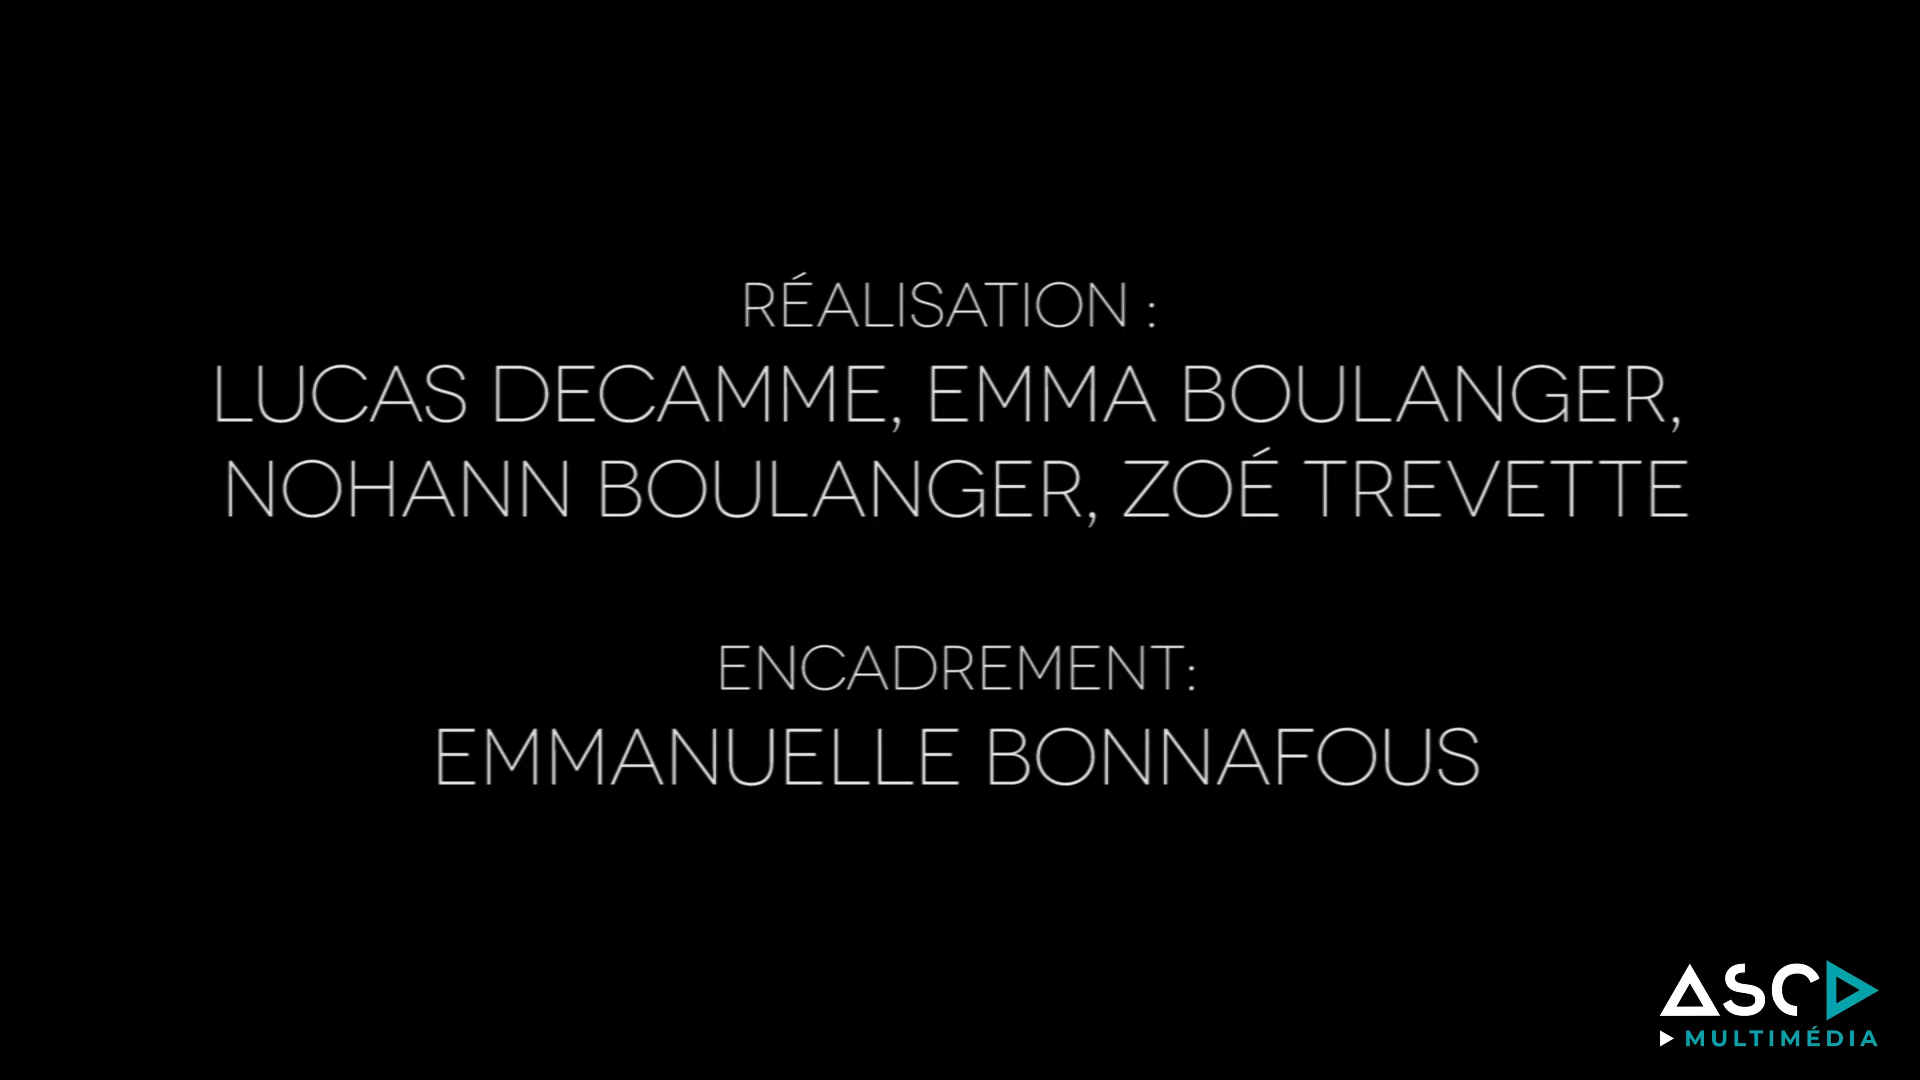 RÉALISATION :
LUCAS DECAMME, EMMA BOULANGER,
NOHANN BOULANGER, ZOÉ TREVETTE
ENCADREMENT:
EMMANUELLE BONNAFOUS
ASC
MULTIMÉDIA